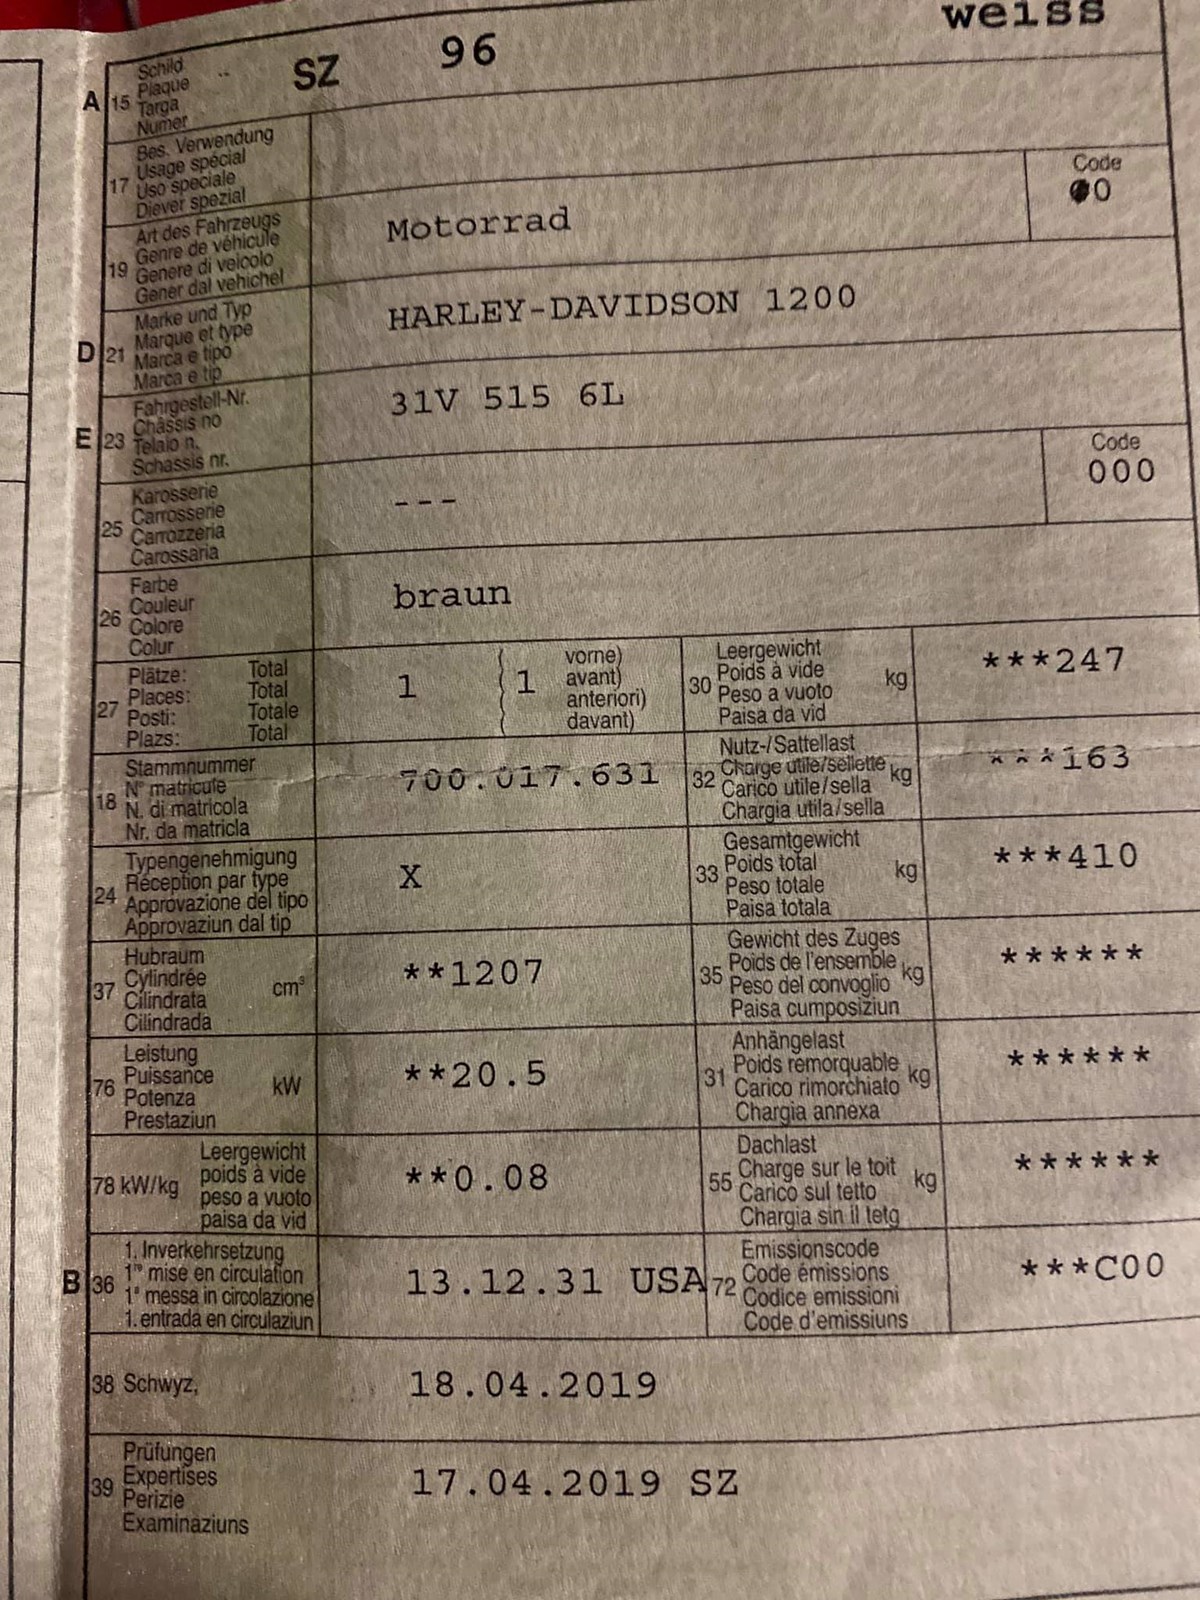 weiss
A 15 Schild
Plaque
Targa
Numer
SZ 96
17 Bes. Verwendung
Usage spécial
Uso speciale
Diever spezial
19 Art des Fahrzeugs
Genre de véhicule
Genere di veicolo
Gener dal vehichel
Motorrad
Code
0
D 21 Marke und Typ
Marque et type
Marca e tipo
Marca e tip
HARLEY-DAVIDSON 1200
E 23 Fahrgestell-Nr.
Châssis no
Telaio n.
Schassis nr.
31V 515 6L
25 Karosserie
Carrosserie
Carrozzeria
Carossaria
---
Code
000
26 Farbe
Couleur
Colore
Colur
braun
27 Plätze: Total
Places: Total
Posti: Totale
Plazs: Total
1 ( 1 vorne)
avant)
anteriori)
davant)
30 Leergewicht
Poids à vide
Peso a vuoto
Paisa da vid
kg ***247
18 Stammnummer
N° matricule
N. di matricola
Nr. da matricla
700.017.631
32 Nutz-/Sattellast
Charge utile/sellette
Carico utile/sella
Chargia utila/sella
kg ***163
24 Typengenehmigung
Réception par type
Approvazione del tipo
Approvaziun dal tip
X
33 Gesamtgewicht
Poids total
Peso totale
Paisa totala
kg ***410
37 Hubraum
Cylindrée
Cilindrata
Cilindrada
cm³ **1207
35 Gewicht des Zuges
Poids de l'ensemble
Peso del convoglio
Paisa cumposiziun
kg ******
76 Leistung
Puissance
Potenza
Prestaziun
kW **20.5
31 Anhängelast
Poids remorquable
Carico rimorchiato
Chargia annexa
kg ******
78 kW/kg Leergewicht
poids à vide
peso a vuoto
paisa da vid
**0.08
55 Dachlast
Charge sur le toit
Carico sul tetto
Chargia sin il tetg
kg ******
B 36 1. Inverkehrsetzung
1re mise en circulation
1a messa in circolazione
1. entrada en circulaziun
13.12.31 USA
72 Emissionscode
Code émissions
Codice emissioni
Code d'emissiuns
***C00
38 Schwyz, 18.04.2019
39 Prüfungen
Expertises
Perizie
Examinaziuns
17.04.2019 SZ